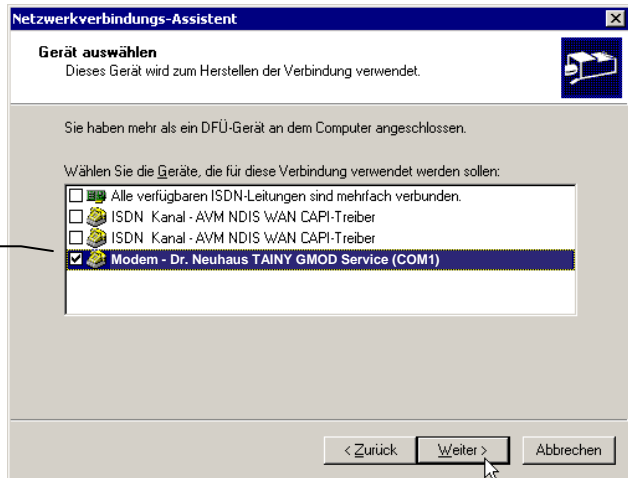 Netzwerkverbindungs-Assistent
Gerät auswählen
Dieses Gerät wird zum Herstellen der Verbindung verwendet.
Sie haben mehr als ein DFÜ-Gerät an dem Computer angeschlossen.
Wählen Sie die Geräte, die für diese Verbindung verwendet werden sollen:
Alle verfügbaren ISDN-Leitungen sind mehrfach verbunden.
ISDN Kanal - AVM NDIS WAN CAPI-Treiber
ISDN Kanal - AVM NDIS WAN CAPI-Treiber
Modem - Dr. Neuhaus TAINY GMOD Service (COM1)
< Zurück Weiter > Abbrechen